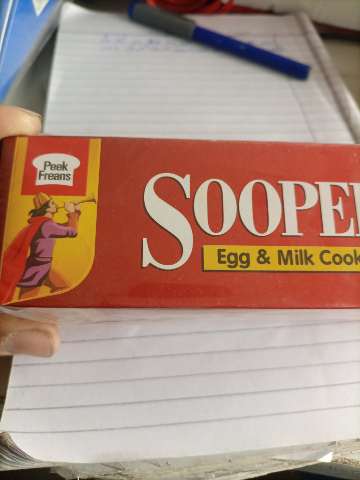 Peek
Freans
SOOPE
Egg & Milk Cook